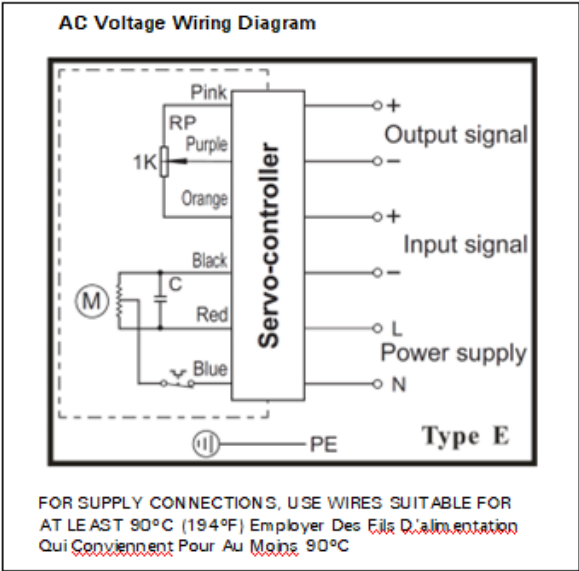 AC Voltage Wiring Diagram
Pink
RP
Purple
1K
Orange
Black
C
M
Red
Blue
Servo-controller
+
Output signal
−
+
Input signal
−
L
Power supply
N
PE
Type E
FOR SUPPLY CONNECTIONS, USE WIRES SUITABLE FOR
AT LEAST 90°C (194°F) Employer Des Fils D.'alimentation
Qui Conviennent Pour Au Moins 90°C